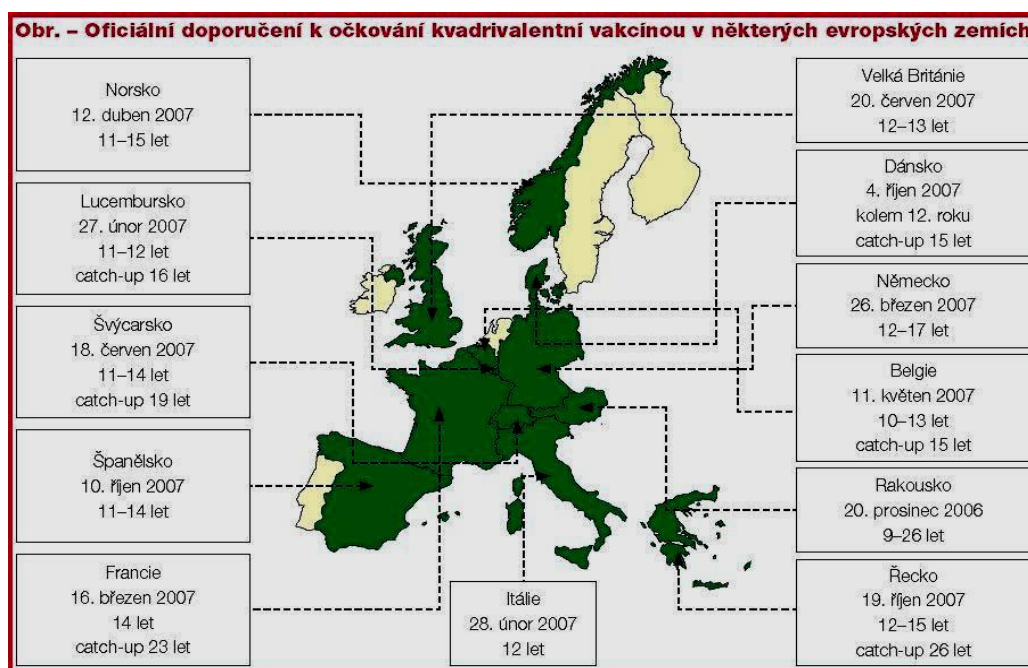 Obr. – Oficiální doporučení k očkování kvadrivalentní vakcínou v některých evropských zemích
Norsko
12. duben 2007
11–15 let
Lucembursko
27. únor 2007
11–12 let
catch-up 16 let
Švýcarsko
18. červen 2007
11–14 let
catch-up 19 let
Španělsko
10. říjen 2007
11–14 let
Francie
16. březen 2007
14 let
catch-up 23 let
Itálie
28. únor 2007
12 let
Velká Británie
20. červen 2007
12–13 let
Dánsko
4. říjen 2007
kolem 12. roku
catch-up 15 let
Německo
26. březen 2007
12–17 let
Belgie
11. květen 2007
10–13 let
catch-up 15 let
Rakousko
20. prosinec 2006
9–26 let
Řecko
19. říjen 2007
12–15 let
catch-up 26 let